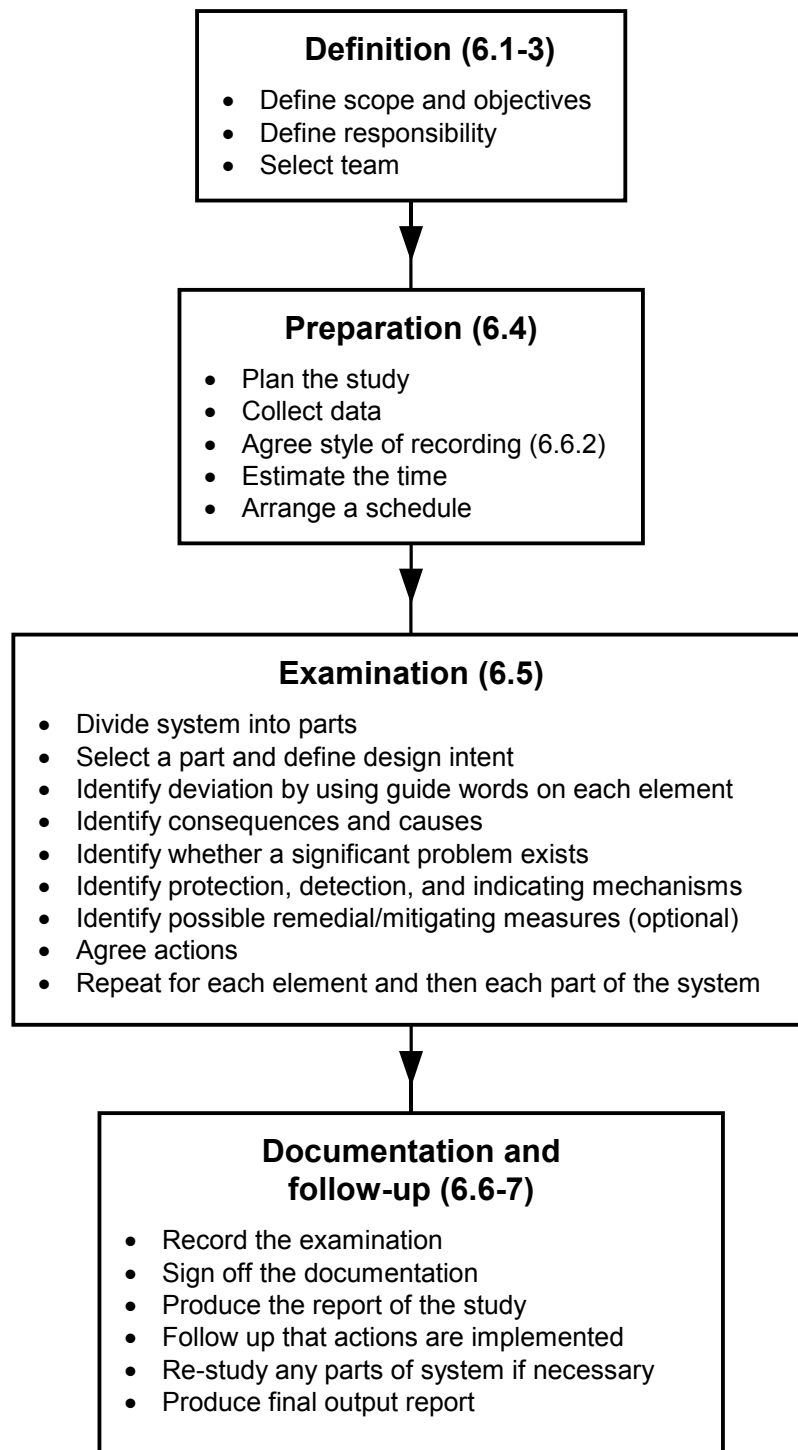 Definition (6.1-3)
• Define scope and objectives
• Define responsibility
• Select team
Preparation (6.4)
• Plan the study
• Collect data
• Agree style of recording (6.6.2)
• Estimate the time
• Arrange a schedule
Examination (6.5)
• Divide system into parts
• Select a part and define design intent
• Identify deviation by using guide words on each element
• Identify consequences and causes
• Identify whether a significant problem exists
• Identify protection, detection, and indicating mechanisms
• Identify possible remedial/mitigating measures (optional)
• Agree actions
• Repeat for each element and then each part of the system
Documentation and
follow-up (6.6-7)
• Record the examination
• Sign off the documentation
• Produce the report of the study
• Follow up that actions are implemented
• Re-study any parts of system if necessary
• Produce final output report